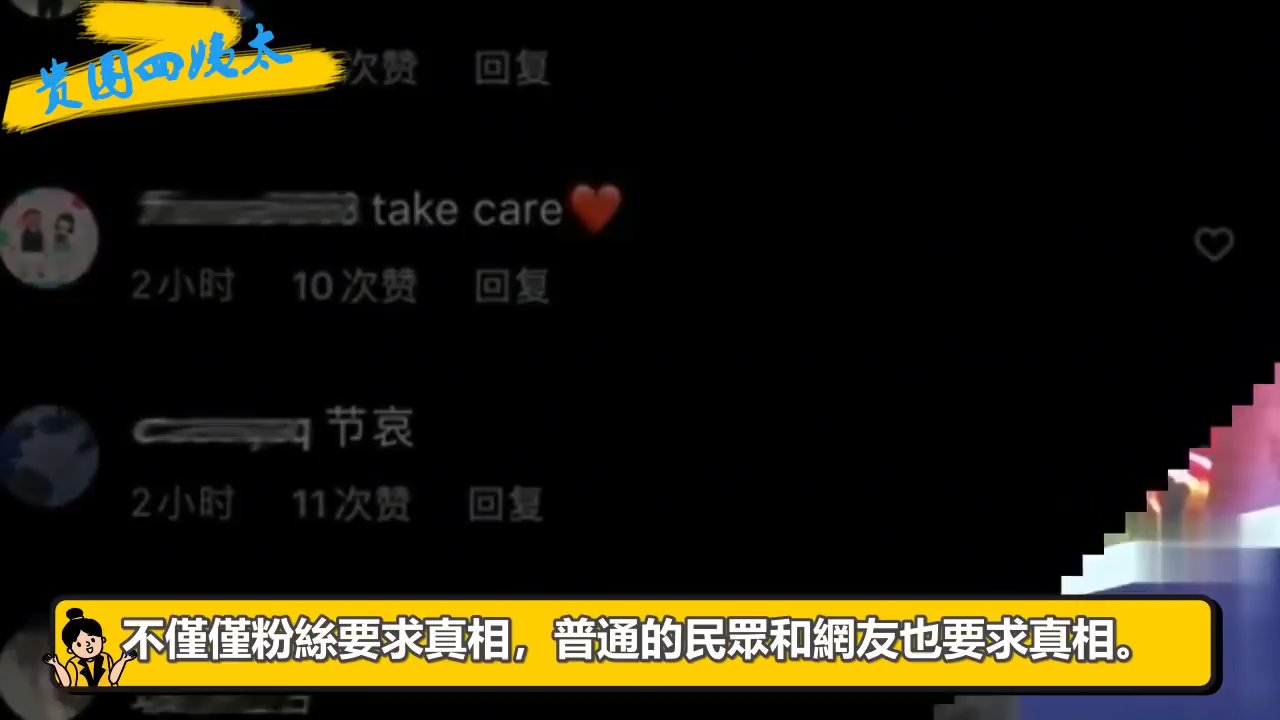 贵圈四姨太
次赞 回复
take care❤️
2小时 10次赞 回复
节哀
2小时 11次赞 回复
不僅僅粉絲要求真相，普通的民眾和網友也要求真相。